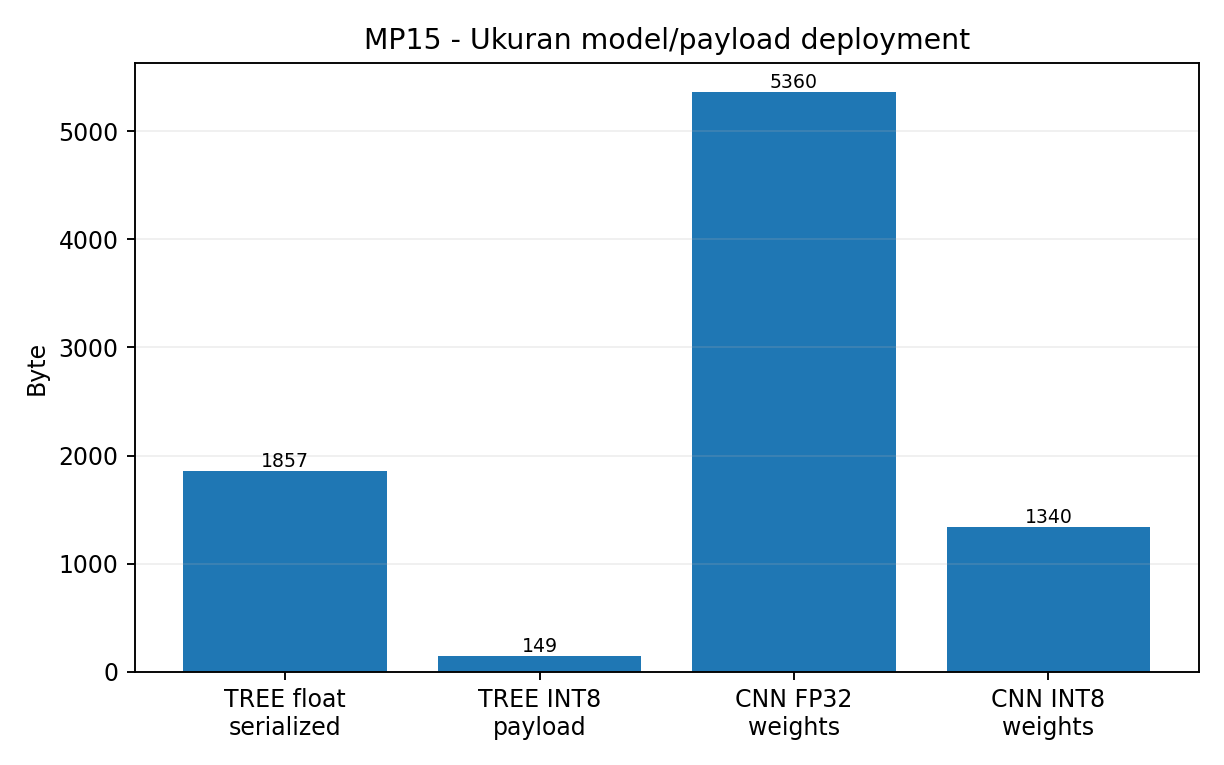 MP15 - Ukuran model/payload deployment
Byte
5000
4000
3000
2000
1000
0
1857
149
5360
1340
TREE float
serialized
TREE INT8
payload
CNN FP32
weights
CNN INT8
weights